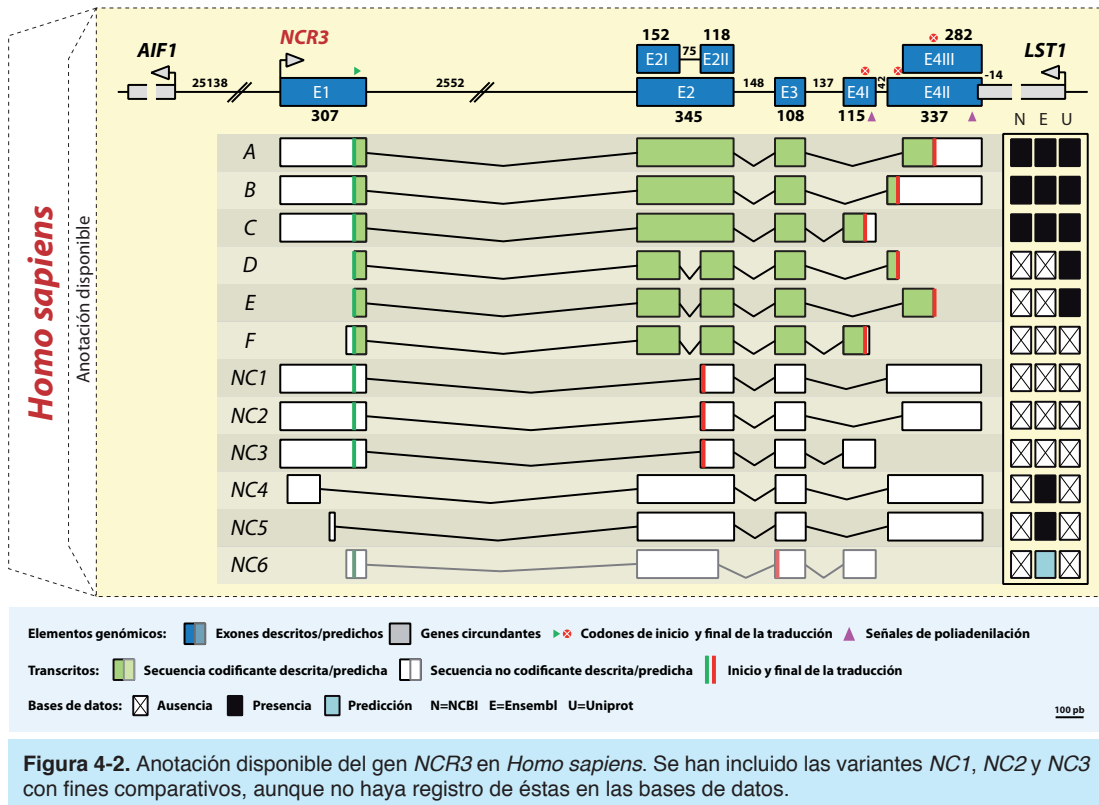 152
118
282
AIF1
NCR3
E2I
75
E2II
E4III
LST1
-14
25138
E1
2552
E2
148
E3
137
E4I
42
E4II
307
345
108
115
337
N E U
Homo sapiens
Anotación disponible
A
B
C
D
E
F
NC1
NC2
NC3
NC4
NC5
NC6
Elementos genómicos: Exones descritos/predichos Genes circundantes Codones de inicio y final de la traducción Señales de poliadenilación
Transcritos: Secuencia codificante descrita/predicha Secuencia no codificante descrita/predicha Inicio y final de la traducción
Bases de datos: Ausencia Presencia Predicción N=NCBI E=Ensembl U=Uniprot
100 pb
Figura 4-2. Anotación disponible del gen NCR3 en Homo sapiens. Se han incluido las variantes NC1, NC2 y NC3
con fines comparativos, aunque no haya registro de éstas en las bases de datos.